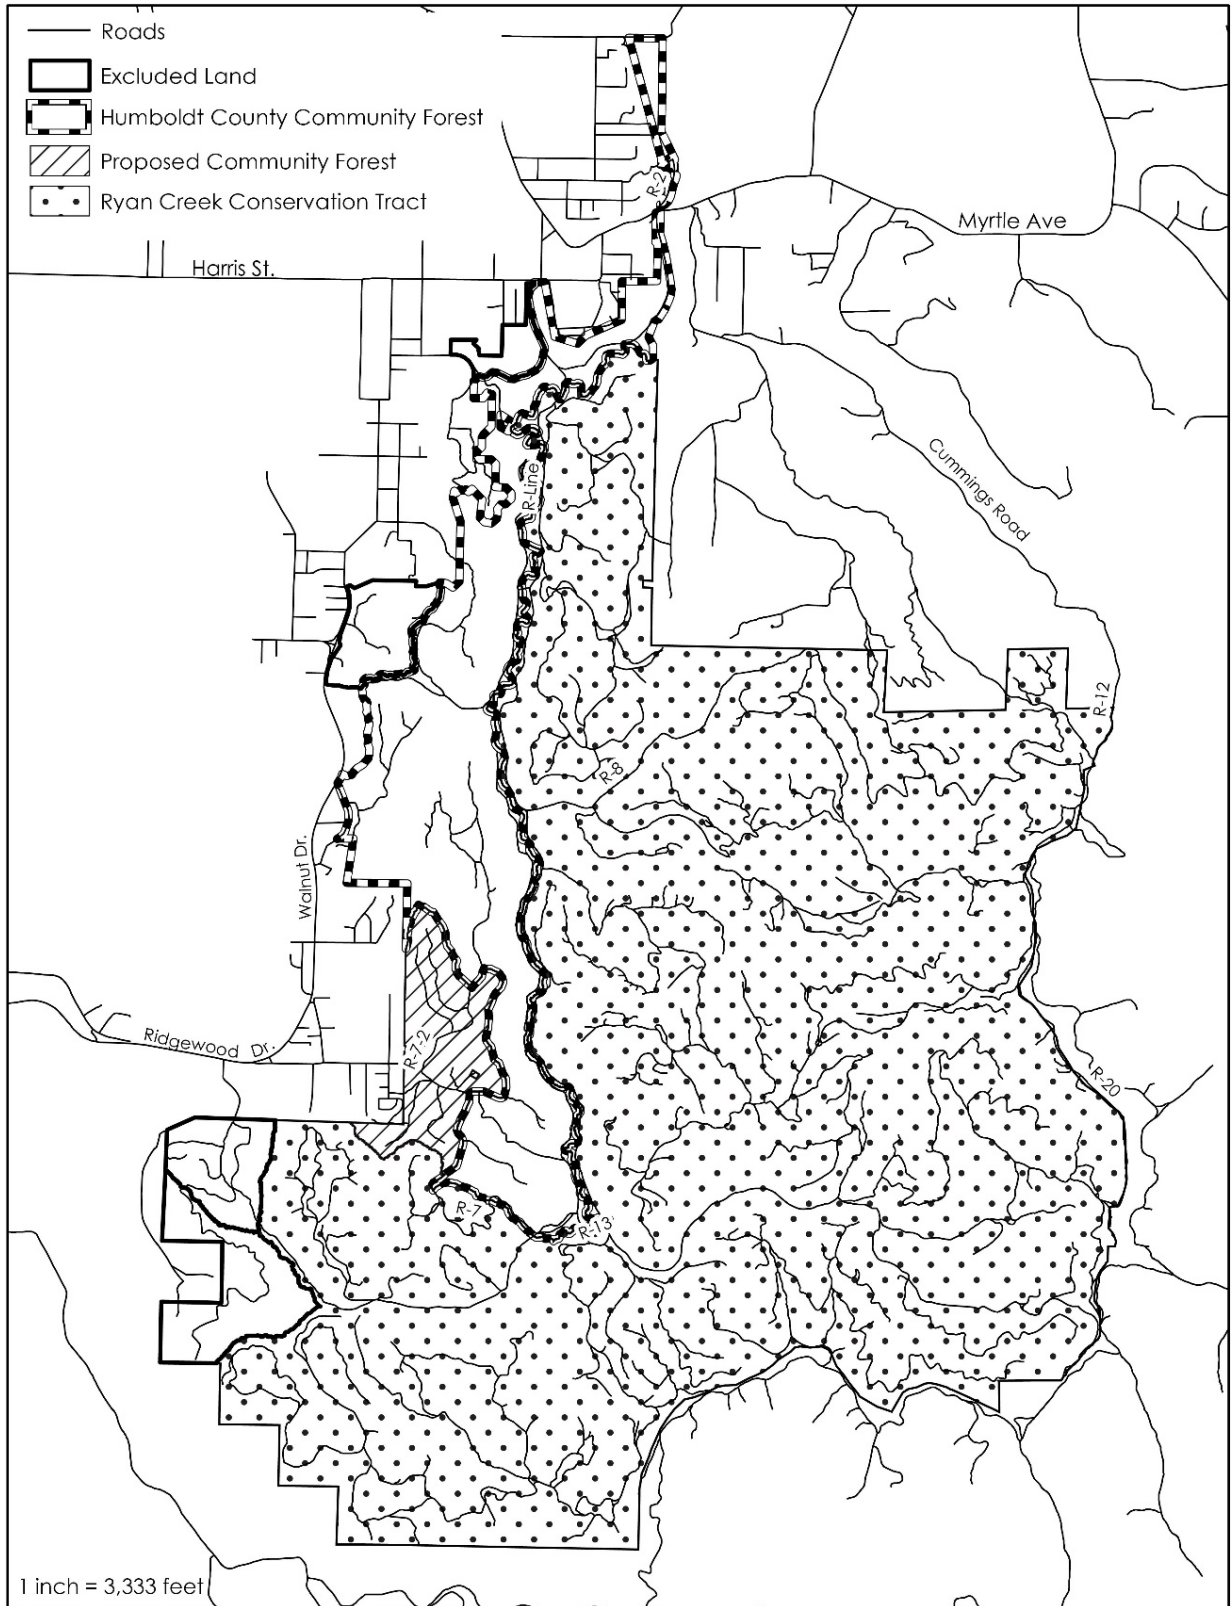 Roads
Excluded Land
Humboldt County Community Forest
Proposed Community Forest
Ryan Creek Conservation Tract
R-2
Myrtle Ave
Harris St.
Cummings Road
R-Line
R-12
R-8
Walnut Dr.
Ridgewood Dr.
R-7-2
R-20
R-7
R-13
1 inch = 3,333 feet